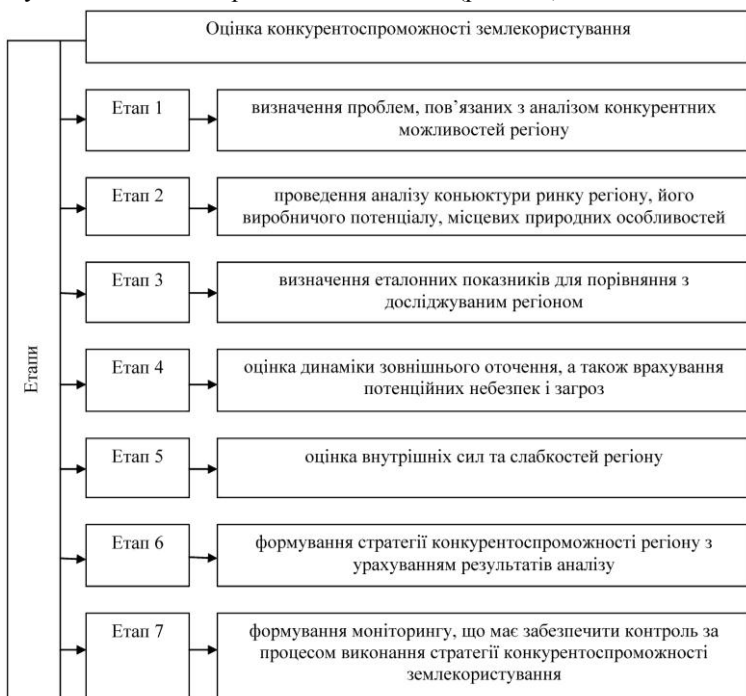 Оцінка конкурентоспроможності землекористування
Етапи
Етап 1
визначення проблем, пов’язаних з аналізом конкурентних
можливостей регіону
Етап 2
проведення аналізу коньюктури ринку регіону, його
виробничого потенціалу, місцевих природних особливостей
Етап 3
визначення еталонних показників для порівняння з
досліджуваним регіоном
Етап 4
оцінка динаміки зовнішнього оточення, а також врахування
потенційних небезпек і загроз
Етап 5
оцінка внутрішніх сил та слабкостей регіону
Етап 6
формування стратегії конкурентоспроможності регіону з
урахуванням результатів аналізу
Етап 7
формування моніторингу, що має забезпечити контроль за
процесом виконання стратегії конкурентоспроможності
землекористування